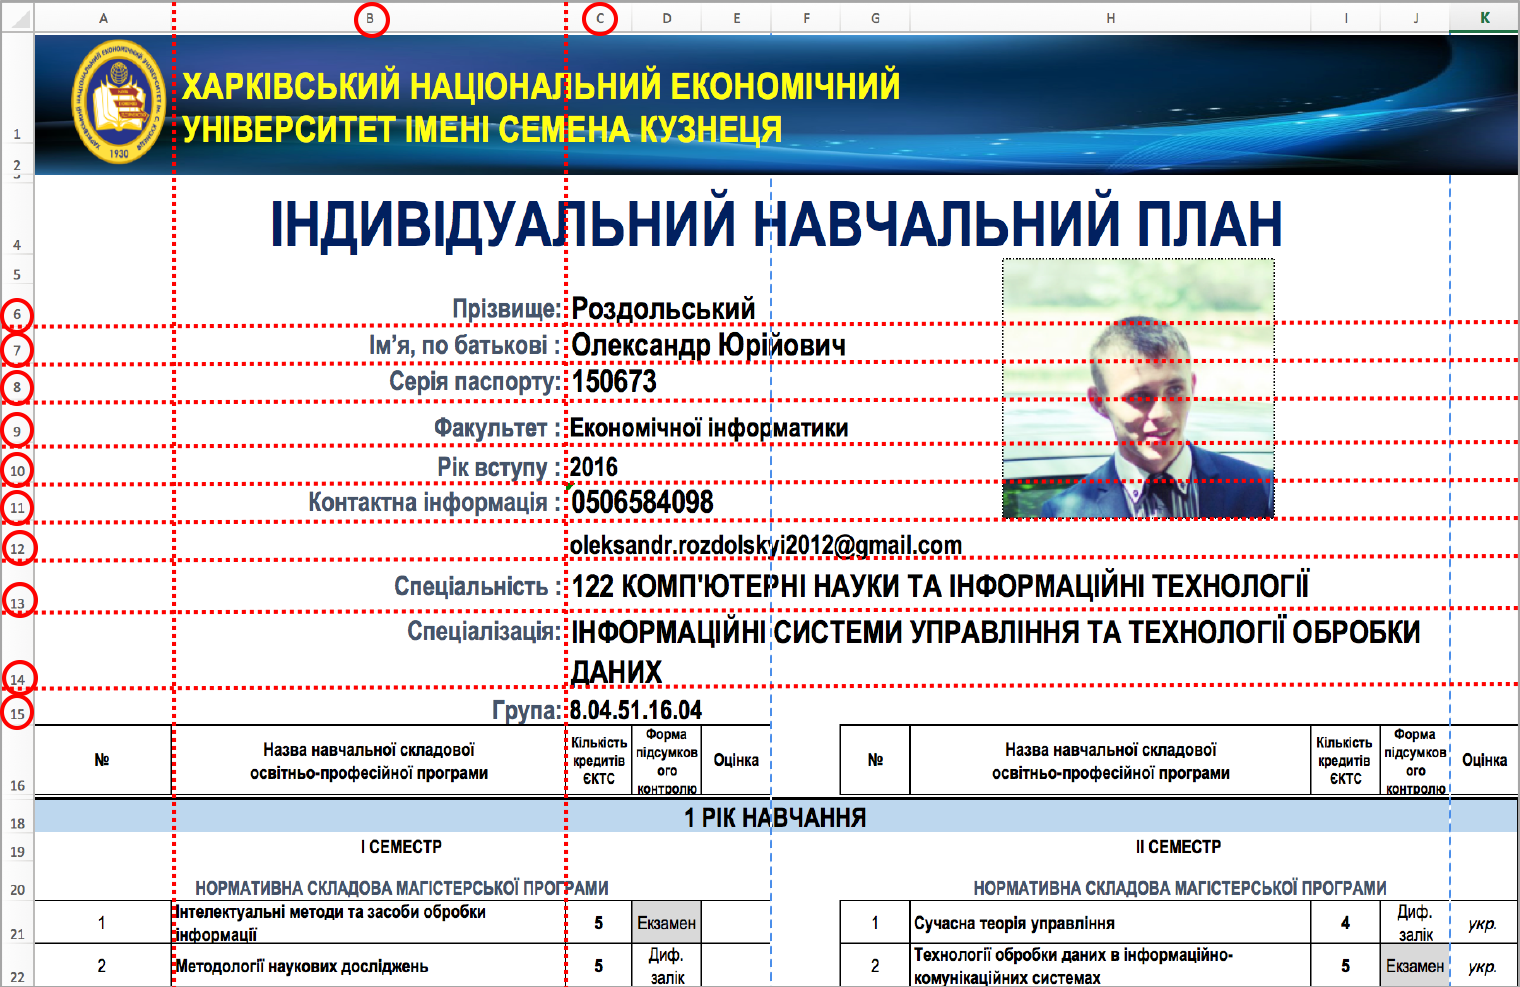 A B C D E F G H I J K
ХАРКІВСЬКИЙ НАЦІОНАЛЬНИЙ ЕКОНОМІЧНИЙ
1 УНІВЕРСИТЕТ ІМЕНІ СЕМЕНА КУЗНЕЦЯ
1930
2
3
4 ІНДИВІДУАЛЬНИЙ НАВЧАЛЬНИЙ ПЛАН
5
6 Прізвище: Роздольський
7 Ім’я, по батькові : Олександр Юрійович
8 Серія паспорту: 150673
9 Факультет : Економічної інформатики
10 Рік вступу : 2016
11 Контактна інформація : 0506584098
12 oleksandr.rozdolskyi2012@gmail.com
13 Спеціальність : 122 КОМП'ЮТЕРНІ НАУКИ ТА ІНФОРМАЦІЙНІ ТЕХНОЛОГІЇ
Спеціалізація: ІНФОРМАЦІЙНІ СИСТЕМИ УПРАВЛІННЯ ТА ТЕХНОЛОГІЇ ОБРОБКИ
14 ДАНИХ
15 Група: 8.04.51.16.04
16
№
Назва навчальної складової
освітньо-професійної програми
Кількість
кредитів
ЄКТС
Форма
підсумков
ого
контролю
Оцінка
№
Назва навчальної складової
освітньо-професійної програми
Кількість
кредитів
ЄКТС
Форма
підсумков
ого
контролю
Оцінка
18 1 РІК НАВЧАННЯ
19 І СЕМЕСТР ІІ СЕМЕСТР
20 НОРМАТИВНА СКЛАДОВА МАГІСТЕРСЬКОЇ ПРОГРАМИ НОРМАТИВНА СКЛАДОВА МАГІСТЕРСЬКОЇ ПРОГРАМИ
21
1
Інтелектуальні методи та засоби обробки
інформації
5
Екзамен
1
Сучасна теорія управління
4
Диф.
залік
укр.
22
2
Методології наукових досліджень
5
Диф.
залік
2
Технології обробки даних в інформаційно-
комунікаційних системах
5
Екзамен
укр.